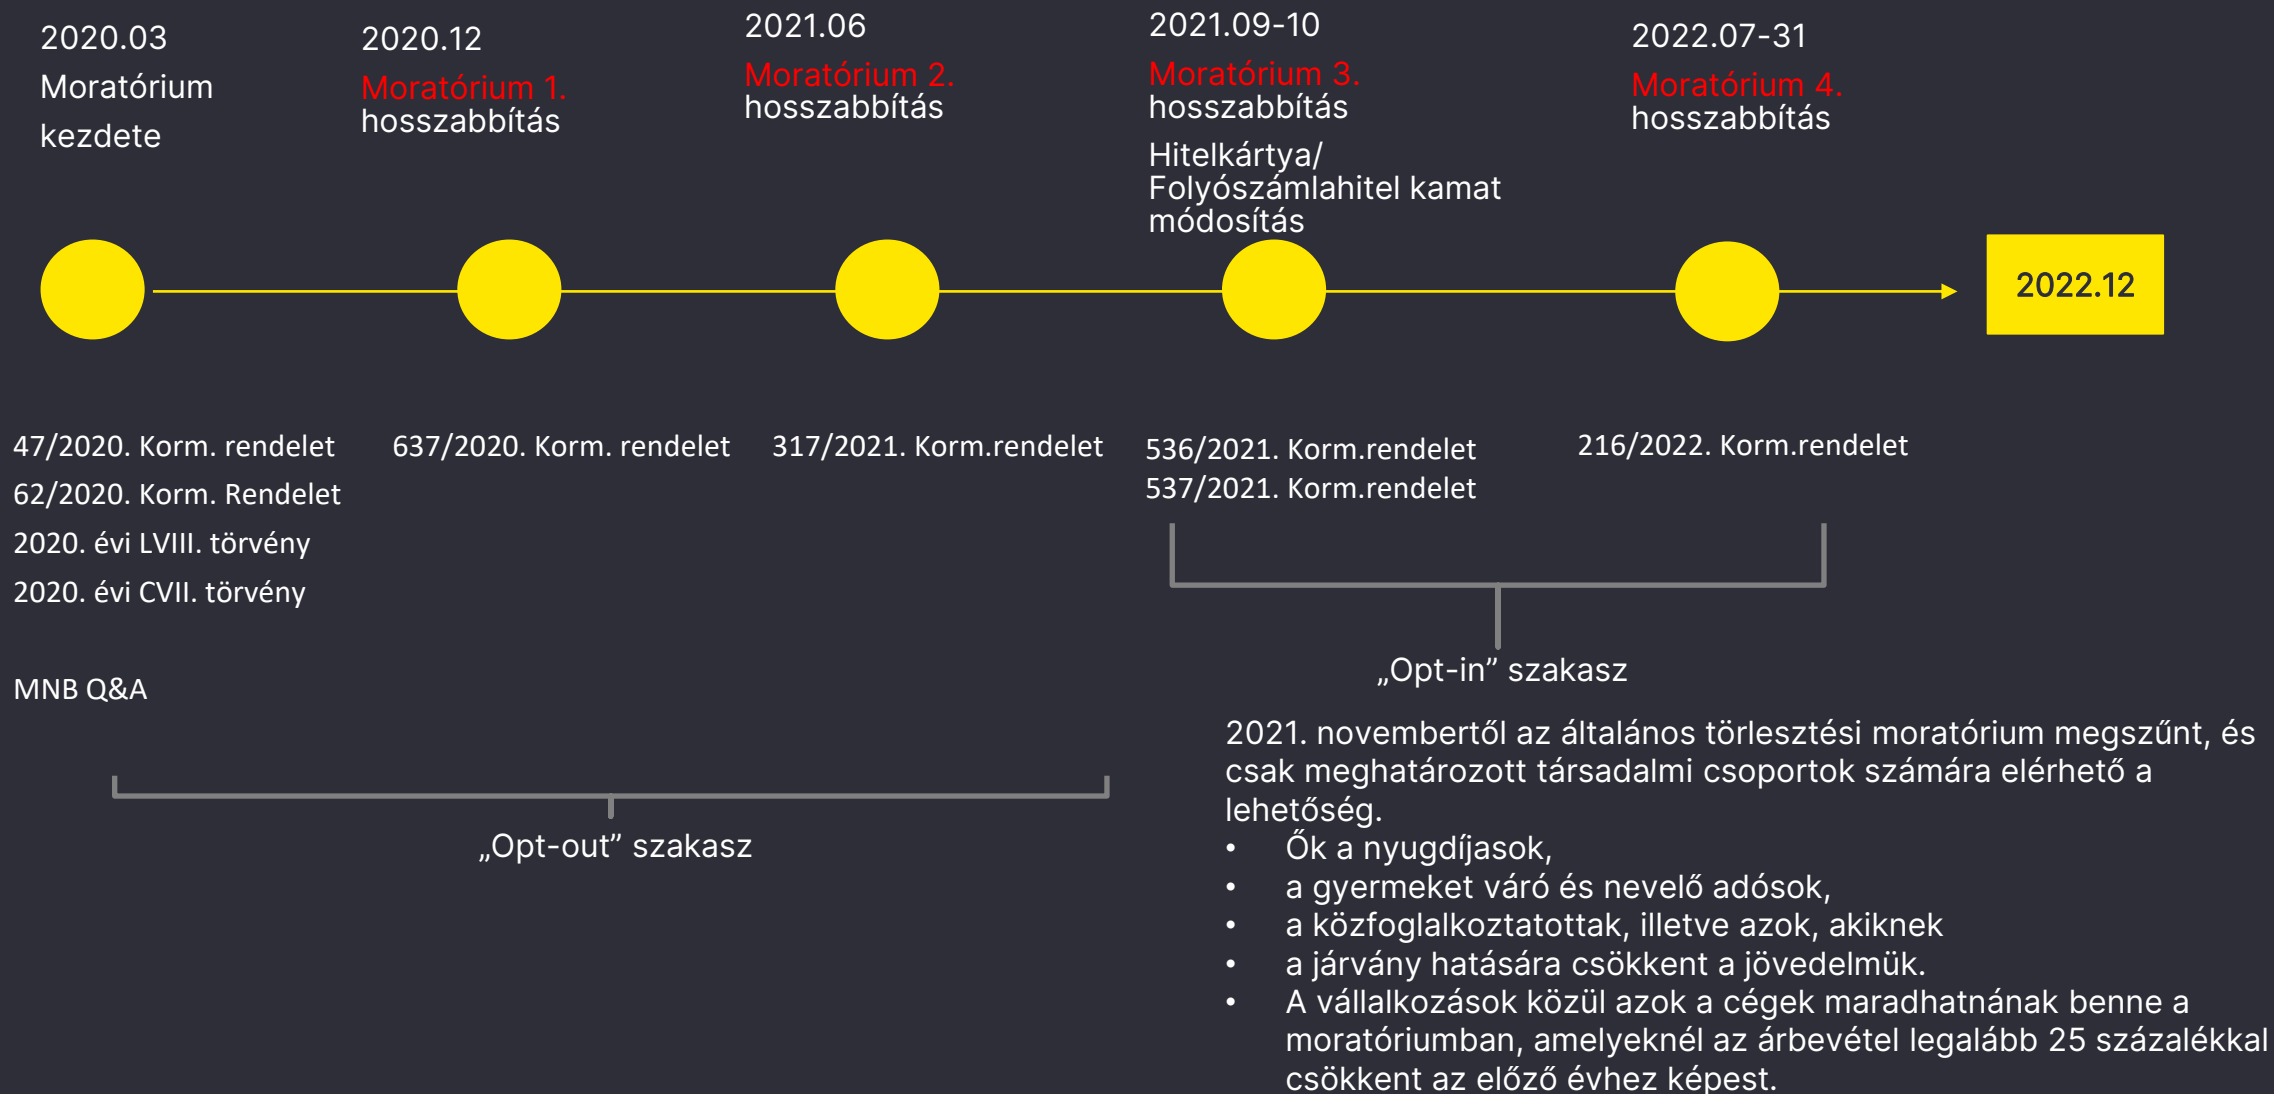 2020.03
Moratórium
kezdete
2020.12
Moratórium 1.
hosszabbítás
2021.06
Moratórium 2.
hosszabbítás
2021.09-10
Moratórium 3.
hosszabbítás
Hitelkártya/
Folyószámlahitel kamat
módosítás
2022.07-31
Moratórium 4.
hosszabbítás
2022.12
47/2020. Korm. rendelet
62/2020. Korm. Rendelet
2020. évi LVIII. törvény
2020. évi CVII. törvény
MNB Q&A
637/2020. Korm. rendelet
317/2021. Korm.rendelet
536/2021. Korm.rendelet
537/2021. Korm.rendelet
216/2022. Korm.rendelet
„Opt-out” szakasz
„Opt-in” szakasz
2021. novembertől az általános törlesztési moratórium megszűnt, és
csak meghatározott társadalmi csoportok számára elérhető a
lehetőség.
• Ők a nyugdíjasok,
• a gyermeket váró és nevelő adósok,
• a közfoglalkoztatottak, illetve azok, akiknek
• a járvány hatására csökkent a jövedelmük.
• A vállalkozások közül azok a cégek maradhatnának benne a
moratóriumban, amelyeknél az árbevétel legalább 25 százalékkal
csökkent az előző évhez képest.